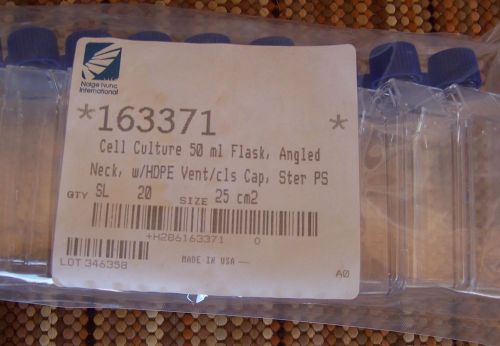 Nalge Nunc
International
*163371 *
Cell Culture 50 ml Flask, Angled
Neck, w/HDPE Vent/cls Cap, Ster PS
QTY SL 20 SIZE 25 cm2
+H286163371 0
LOT 346358 MADE IN USA
A0